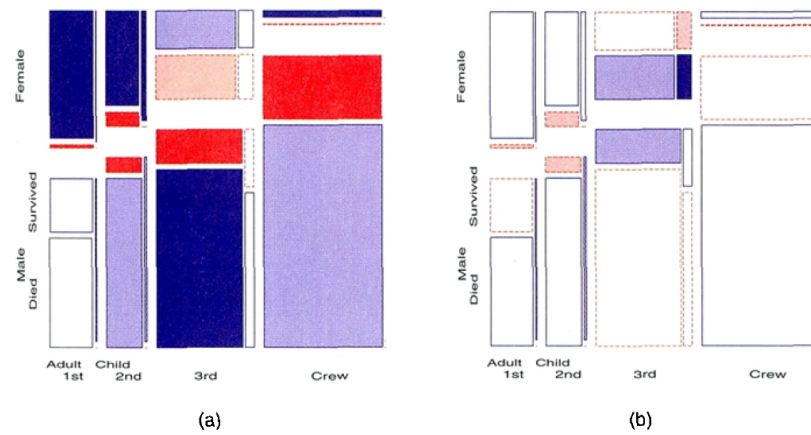 Female
Survived
Male
Died
Adult Child
1st 2nd 3rd Crew
(a)
Female
Survived
Male
Died
Adult Child
1st 2nd 3rd Crew
(b)